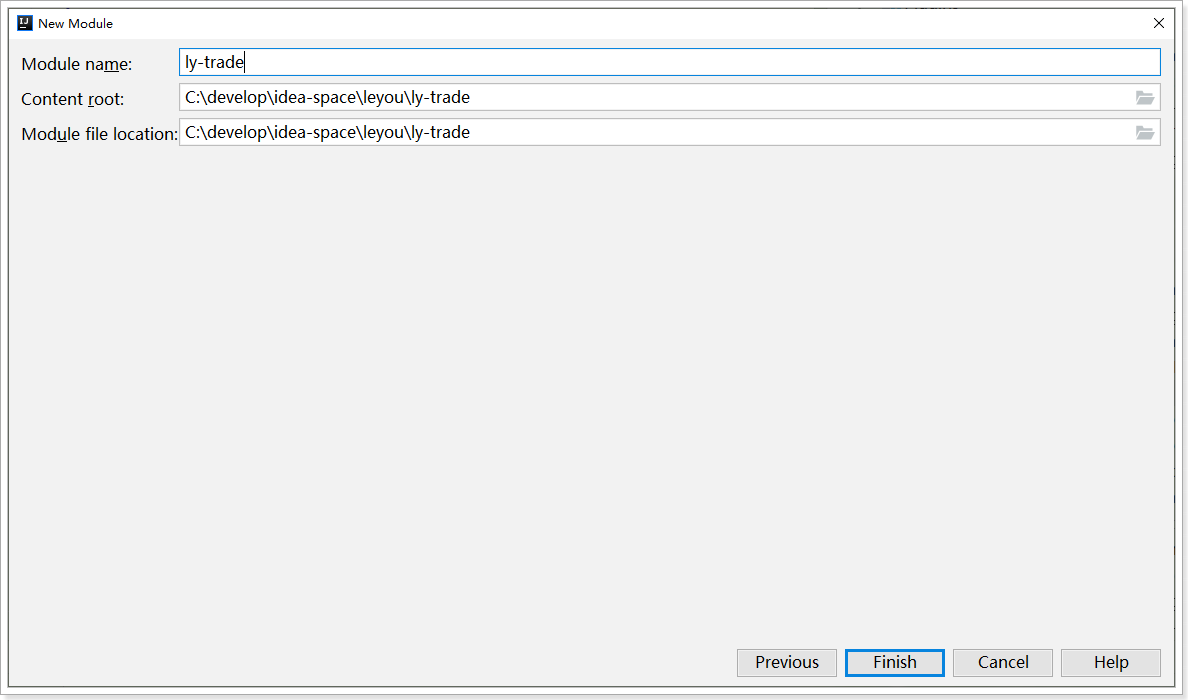 New Module
Module name: ly-trade
Content root: C:\develop\idea-space\leyou\ly-trade
Module file location: C:\develop\idea-space\leyou\ly-trade
Previous Finish Cancel Help